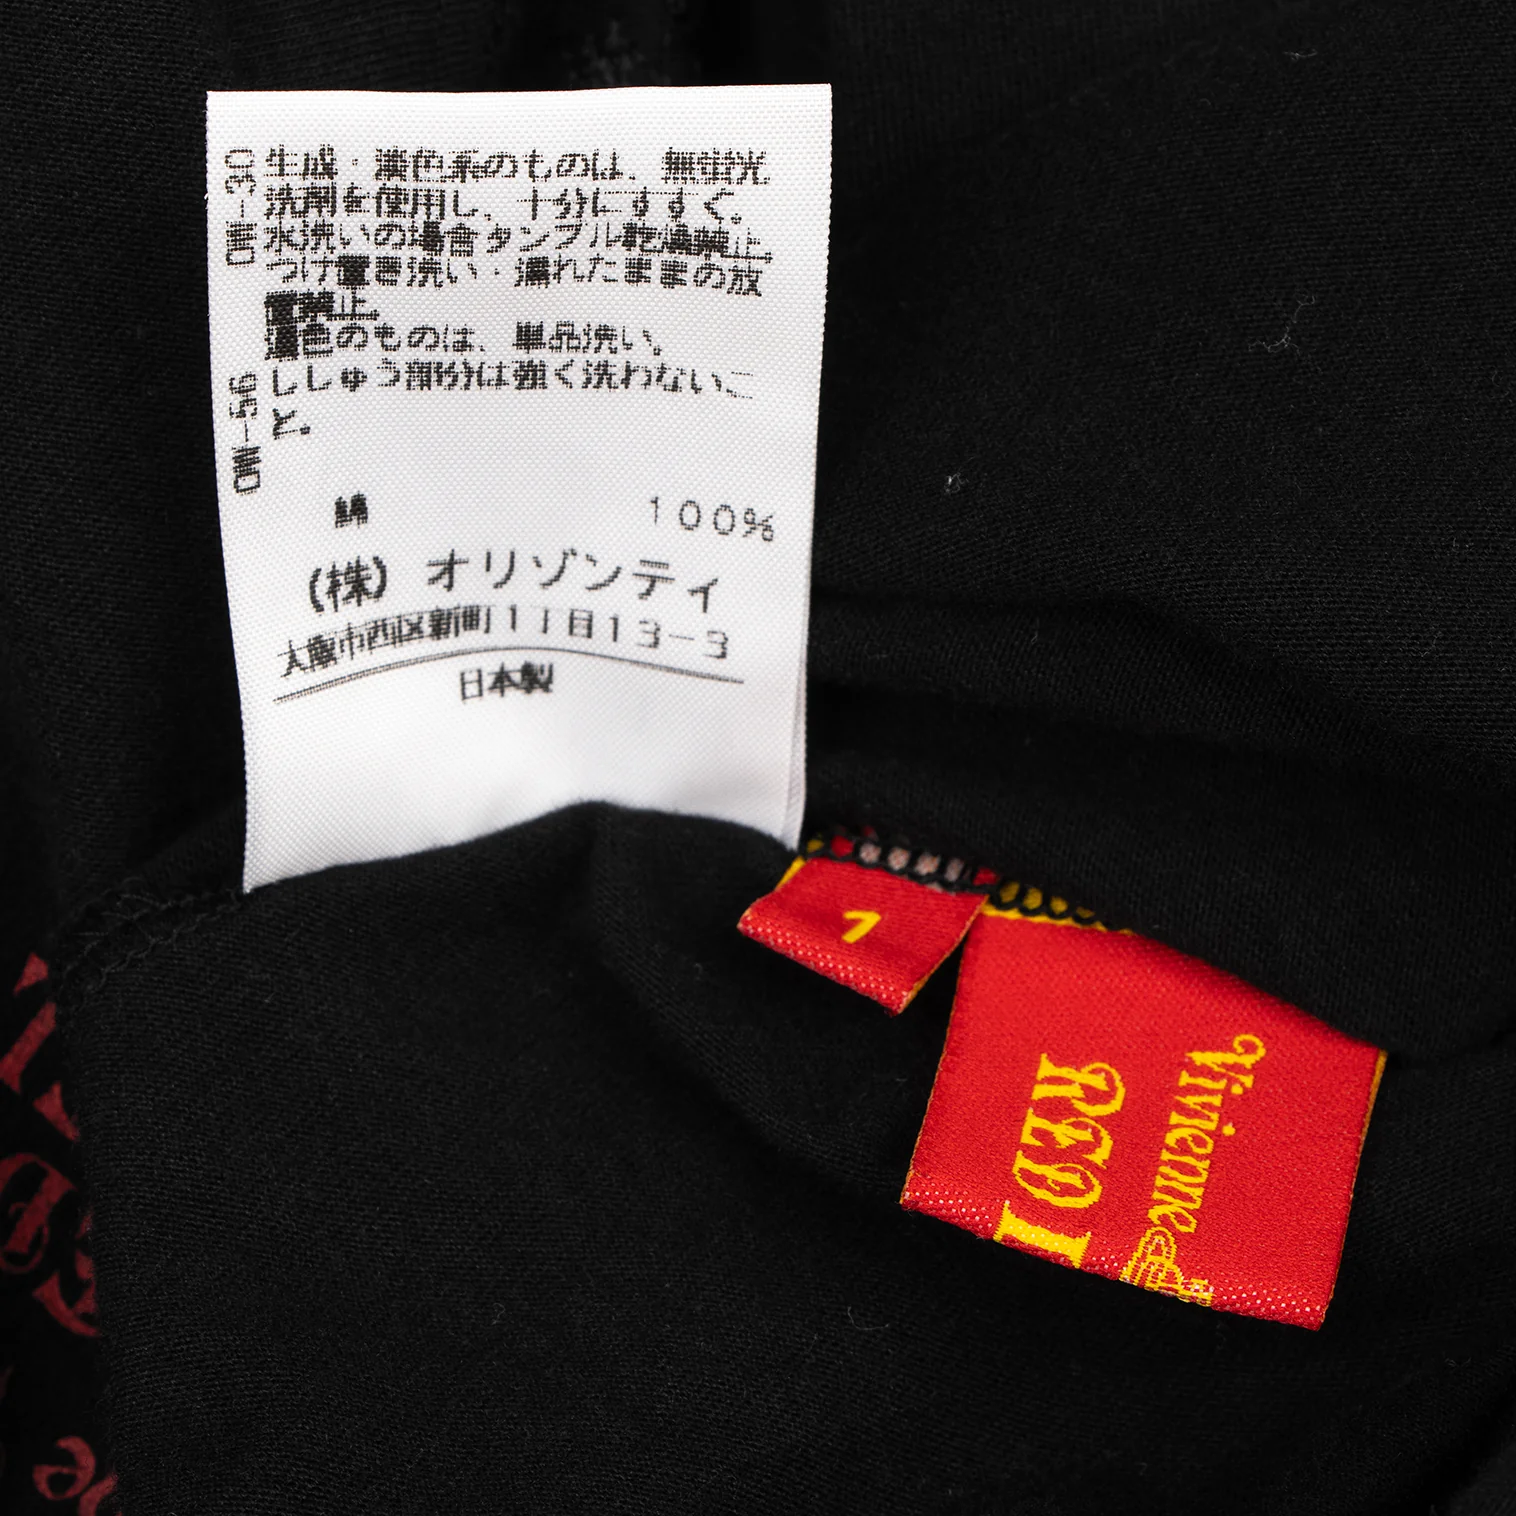 生成・淡色系のものは、無蛍光
洗剤を使用し、十分にすすぐ。
水洗いの場合タンブル乾燥禁止。
つけ置き洗い・濡れたままの放
置禁止。
濃色のものは、単品洗い。
ししゅう部分は強く洗わないこ
と。
OW-30
OW-56
綿 100%
(株) オリゾンティ
大阪市西区新町1丁目13-3
日本製
1
Vivienne
RED